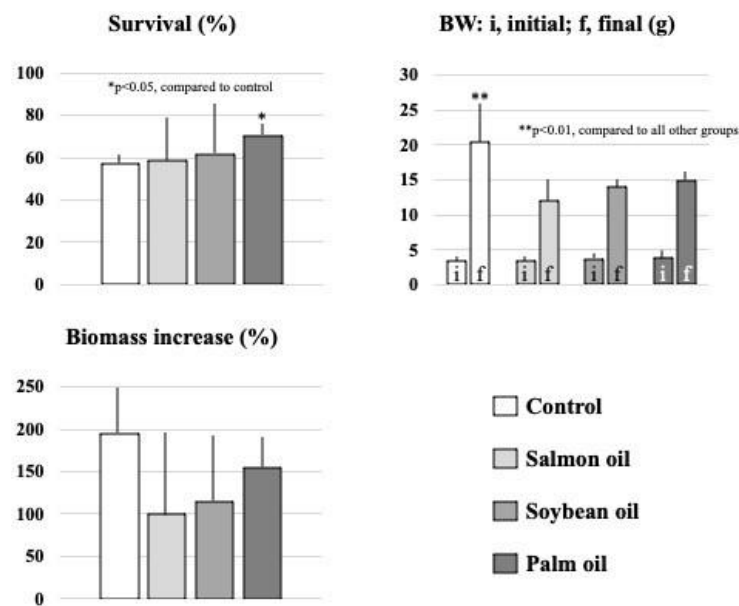 Survival (%)
100
80
60
40
20
0
*p<0.05, compared to control
*
BW: i, initial; f, final (g)
30
25
20
15
10
5
0
**
**p<0.01, compared to all other groups
i f i f i f i f
Biomass increase (%)
250
200
150
100
50
0
Control
Salmon oil
Soybean oil
Palm oil